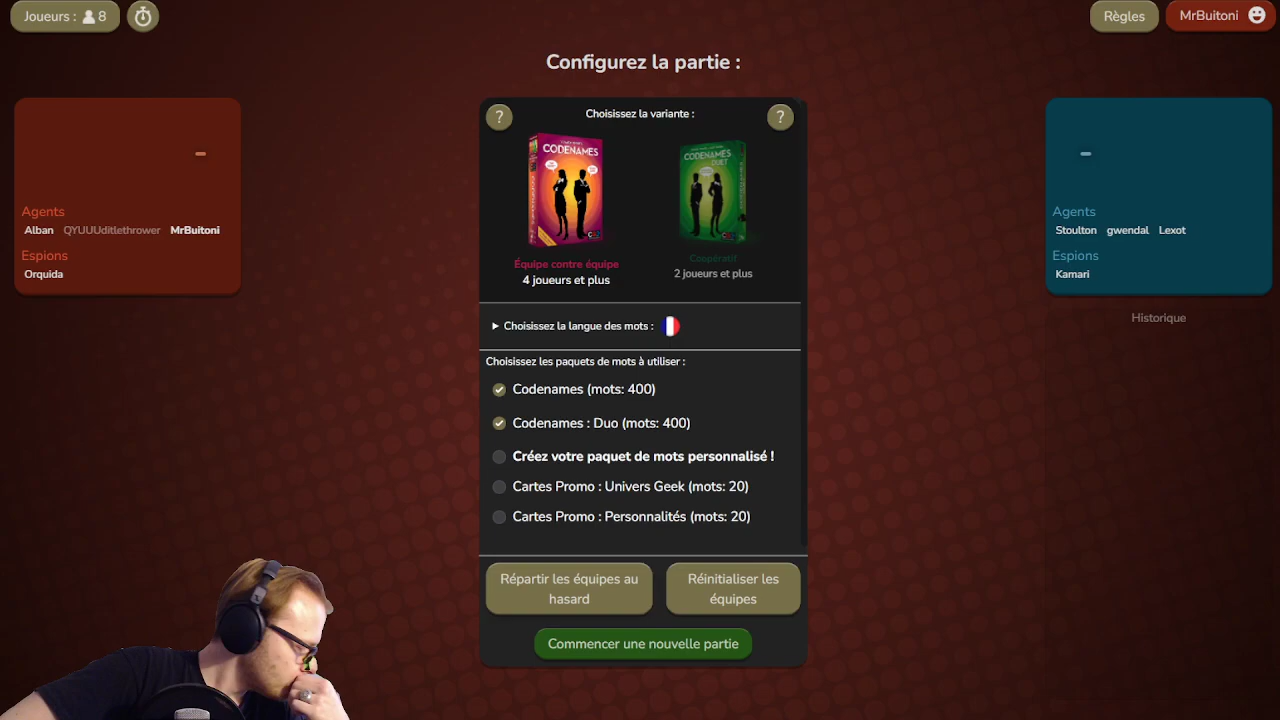 Joueurs : 8
Règles
MrBuitoni
Configurez la partie :
-
Agents
Alban QYUUUditlethrower MrBuitoni
Espions
Orquida
?
Choisissez la variante :
?
CODENAMES
CODENAMES
DUET
Équipe contre équipe
4 joueurs et plus
Coopératif
2 joueurs et plus
Choisissez la langue des mots :
Choisissez les paquets de mots à utiliser :
Codenames (mots: 400)
Codenames : Duo (mots: 400)
Créez votre paquet de mots personnalisé !
Cartes Promo : Univers Geek (mots: 20)
Cartes Promo : Personnalités (mots: 20)
Répartir les équipes au
hasard
Réinitialiser les
équipes
Commencer une nouvelle partie
-
Agents
Stoulton gwendal Lexot
Espions
Kamari
Historique